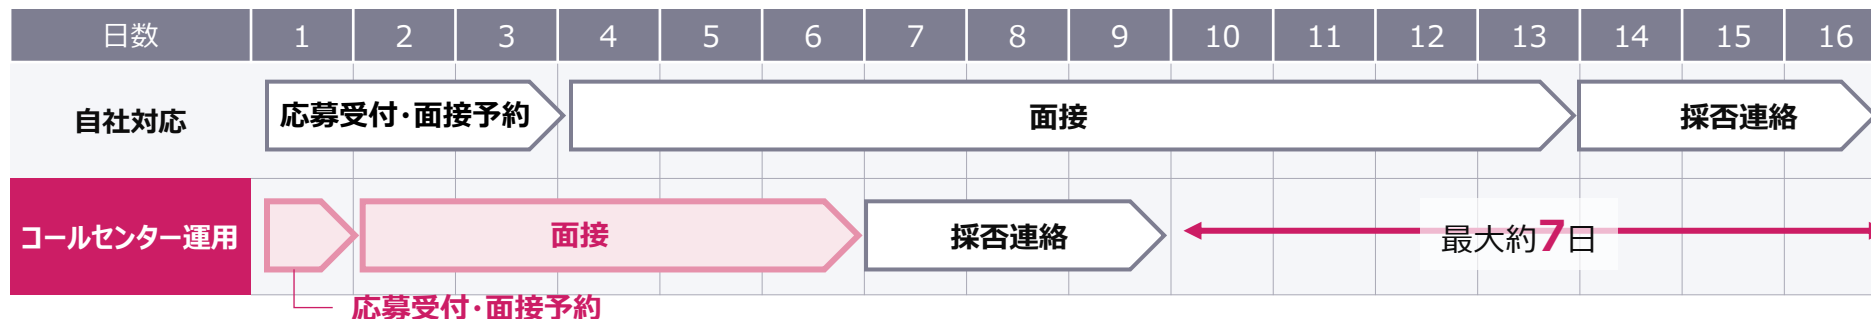 日数 1 2 3 4 5 6 7 8 9 10 11 12 13 14 15 16
自社対応 応募受付・面接予約 面接 採否連絡
コールセンター運用 面接 採否連絡 最大約7日
応募受付・面接予約